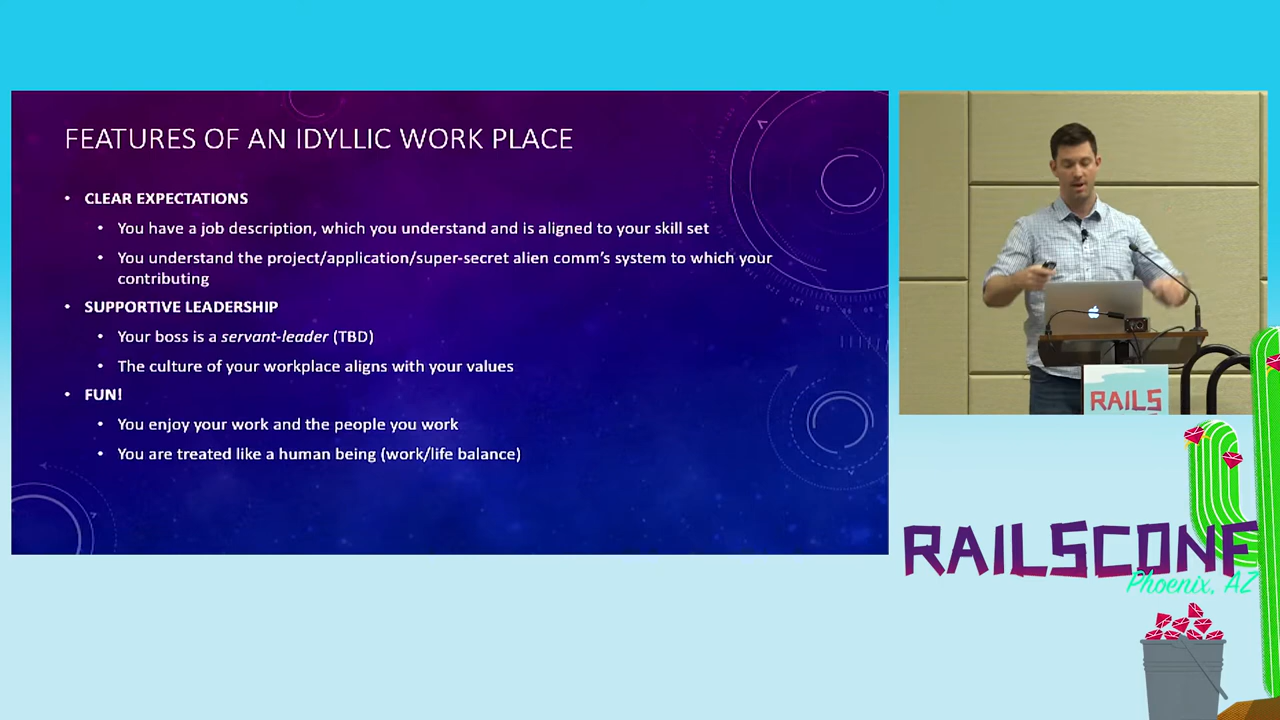 FEATURES OF AN IDYLLIC WORK PLACE
• CLEAR EXPECTATIONS
• You have a job description, which you understand and is aligned to your skill set
• You understand the project/application/super-secret alien comm's system to which your
contributing
• SUPPORTIVE LEADERSHIP
• Your boss is a servant-leader (TBD)
• The culture of your workplace aligns with your values
• FUN!
• You enjoy your work and the people you work
• You are treated like a human being (work/life balance)
RAILS
RAILSCONF
Phoenix, AZ